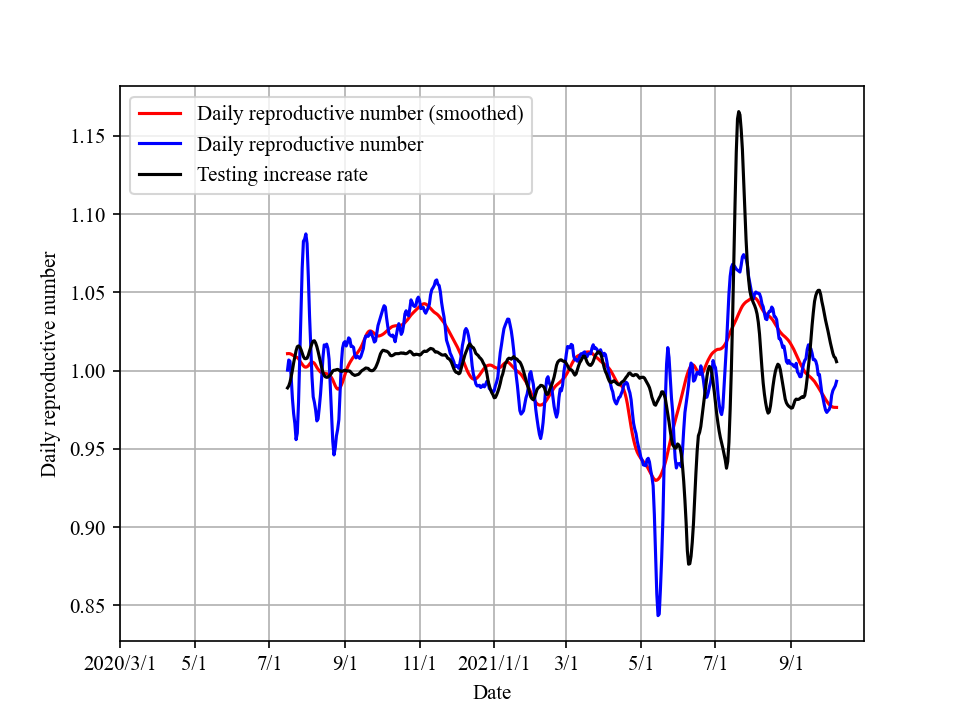 Daily reproductive number (smoothed)
Daily reproductive number
Testing increase rate
Daily reproductive number
1.15
1.10
1.05
1.00
0.95
0.90
0.85
2020/3/1 5/1 7/1 9/1 11/1 2021/1/1 3/1 5/1 7/1 9/1
Date